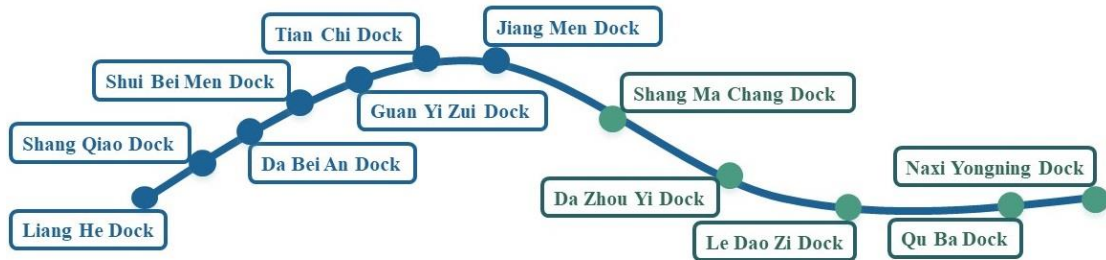 Liang He Dock
Shang Qiao Dock
Da Bei An Dock
Shui Bei Men Dock
Guan Yi Zui Dock
Tian Chi Dock
Jiang Men Dock
Shang Ma Chang Dock
Da Zhou Yi Dock
Le Dao Zi Dock
Qu Ba Dock
Naxi Yongning Dock